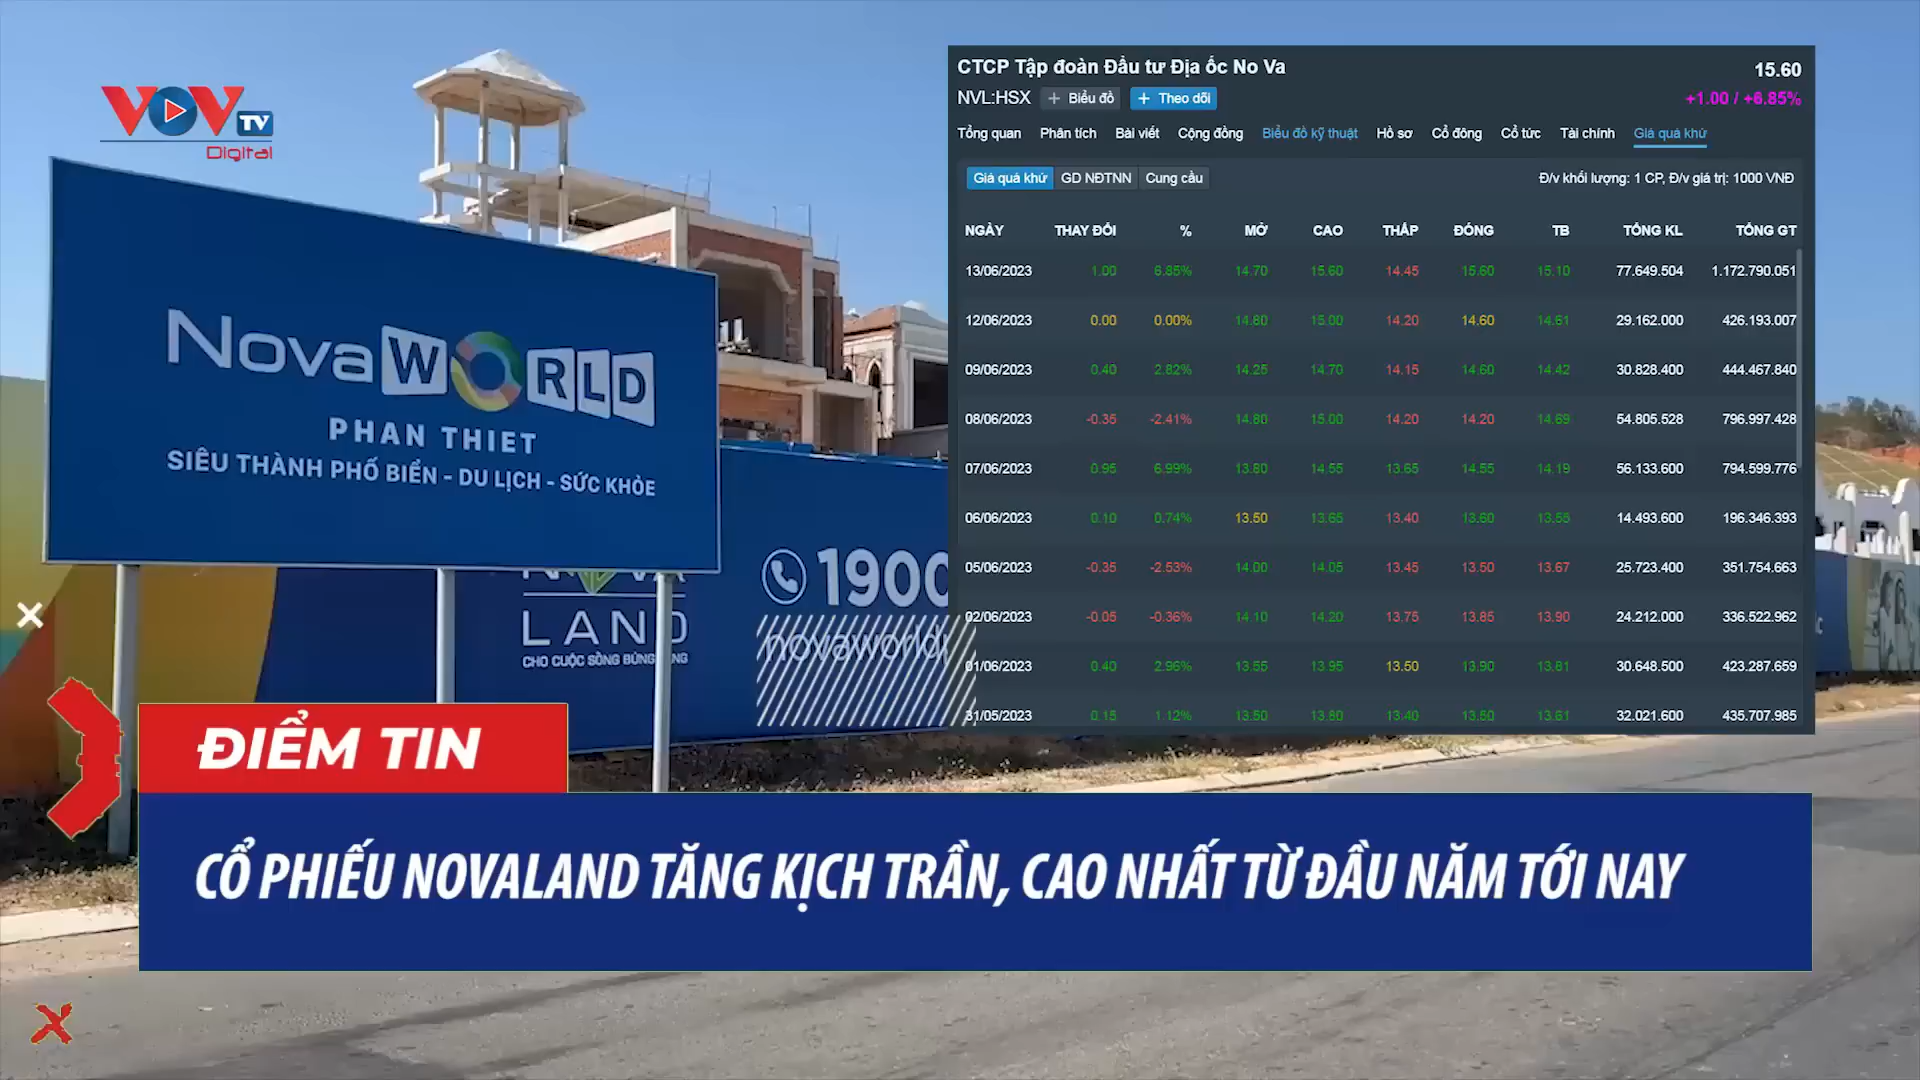 VOV TV
Digital
NovaWORLD
PHAN THIET
SIÊU THÀNH PHỐ BIỂN - DU LỊCH - SỨC KHỎE
LAND
CHO CUỘC SỐNG BỪNG SÁNG
1900
novaworld
CTCP Tập đoàn Đầu tư Địa ốc No Va 15.60
NVL:HSX + Biểu đồ + Theo dõi +1.00 / +6.85%
Tổng quan Phân tích Bài viết Cộng đồng Biểu đồ kỹ thuật Hồ sơ Cổ đông Cổ tức Tài chính Giá quá khứ
Giá quá khứ GD NĐTNN Cung cầu Đ/v khối lượng: 1 CP, Đ/v giá trị: 1000 VNĐ
NGÀY THAY ĐỔI % MỞ CAO THẤP ĐÓNG TB TỔNG KL TỔNG GT
13/06/2023 1.00 6.85% 14.70 15.60 14.45 15.60 15.10 77.649.504 1.172.790.051
12/06/2023 0.00 0.00% 14.60 15.00 14.20 14.60 14.61 29.162.000 426.193.007
09/06/2023 0.40 2.82% 14.25 14.70 14.15 14.60 14.42 30.828.400 444.467.840
08/06/2023 -0.35 -2.41% 14.80 15.00 14.20 14.20 14.69 54.805.528 796.997.428
07/06/2023 0.95 6.99% 13.80 14.55 13.65 14.55 14.19 56.133.600 794.599.776
06/06/2023 0.10 0.74% 13.50 13.65 13.40 13.60 13.55 14.493.600 196.346.393
05/06/2023 -0.35 -2.53% 14.00 14.05 13.45 13.50 13.67 25.723.400 351.754.663
02/06/2023 -0.05 -0.36% 14.10 14.20 13.75 13.85 13.90 24.212.000 336.522.962
01/06/2023 0.40 2.96% 13.55 13.95 13.50 13.90 13.81 30.648.500 423.287.659
31/05/2023 0.15 1.12% 13.50 13.80 13.40 13.50 13.61 32.021.600 435.707.985
ĐIỂM TIN
CỔ PHIẾU NOVALAND TĂNG KỊCH TRẦN, CAO NHẤT TỪ ĐẦU NĂM TỚI NAY